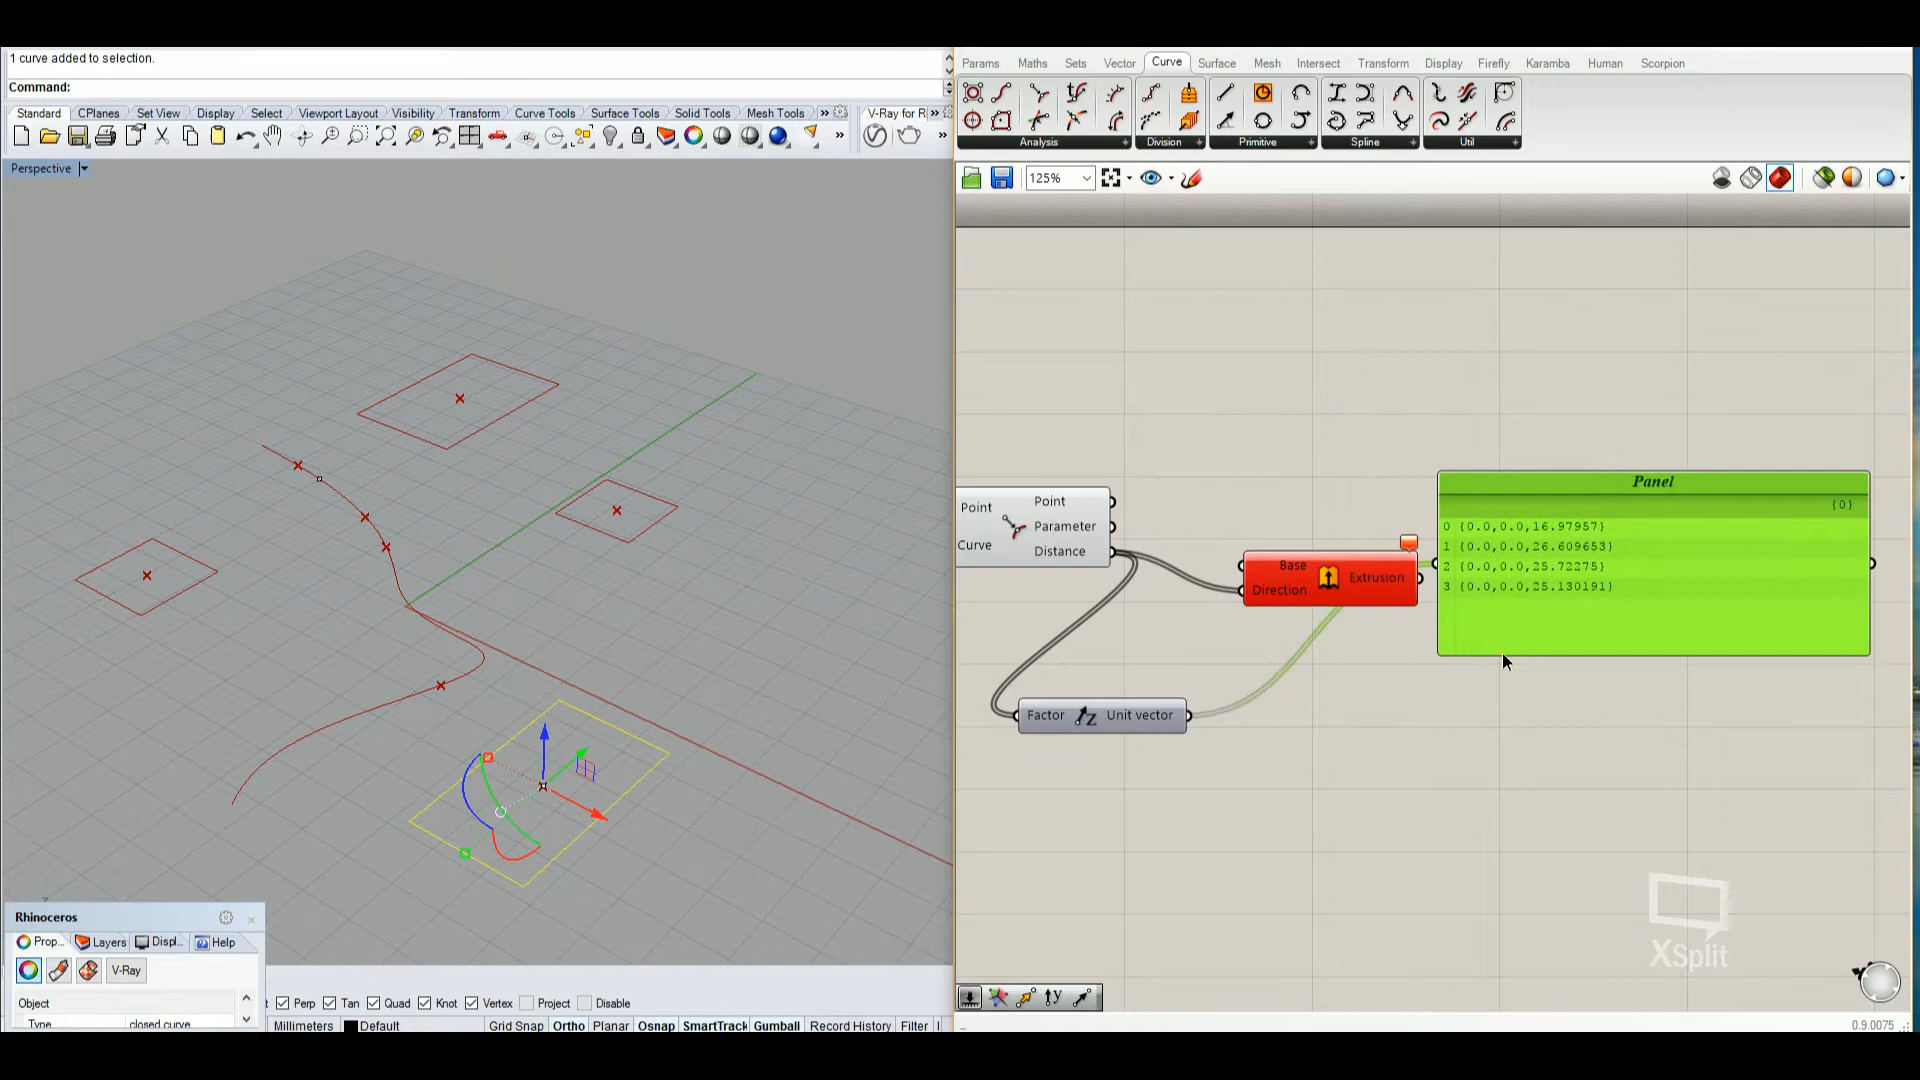 1 curve added to selection.
Command:
Standard CPlanes Set View Display Select Viewport Layout Visibility Transform Curve Tools Surface Tools Solid Tools Mesh Tools » V-Ray for R »
» »
Perspective
Params Maths Sets Vector Curve Surface Mesh Intersect Transform Display Firefly Karamba Human Scorpion
Analysis Division Primitive Spline Util
125%
Point Point
Parameter
Curve Distance
Base
Direction Extrusion
Panel
{0}
0 {0.0,0.0,16.97957}
1 {0.0,0.0,26.609653}
2 {0.0,0.0,25.72275}
3 {0.0,0.0,25.130191}
Factor Z Unit vector
XSplit
0.9.0075
Rhinoceros
Prop... Layers Displ... Help
V-Ray
Object
Type closed curve
Perp Tan Quad Knot Vertex Project Disable
Millimeters Default Grid Snap Ortho Planar Osnap SmartTrack Gumball Record History Filter